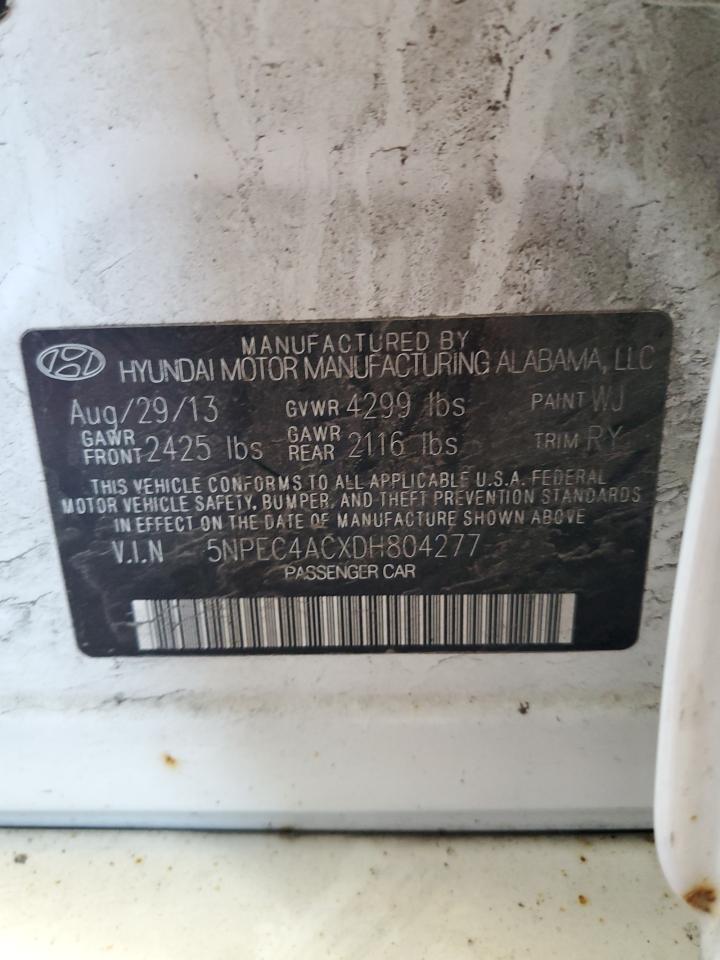 MANUFACTURED BY
HYUNDAI MOTOR MANUFACTURING ALABAMA, LLC
Aug/29/13 GVWR 4299 lbs PAINT WJ
GAWR FRONT 2425 lbs GAWR REAR 2116 lbs TRIM RY
THIS VEHICLE CONFORMS TO ALL APPLICABLE U.S.A. FEDERAL
MOTOR VEHICLE SAFETY, BUMPER, AND THEFT PREVENTION STANDARDS
IN EFFECT ON THE DATE OF MANUFACTURE SHOWN ABOVE
V.I.N 5NPEC4ACXDH804277
PASSENGER CAR